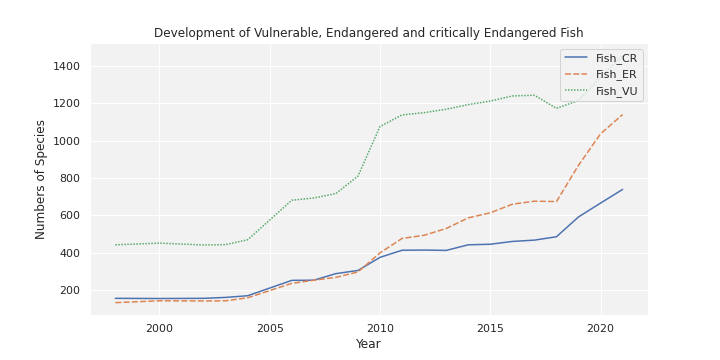 Development of Vulnerable, Endangered and critically Endangered Fish
Fish_CR
Fish_ER
Fish_VU
Numbers of Species
1400
1200
1000
800
600
400
200
2000
2005
2010
2015
2020
Year